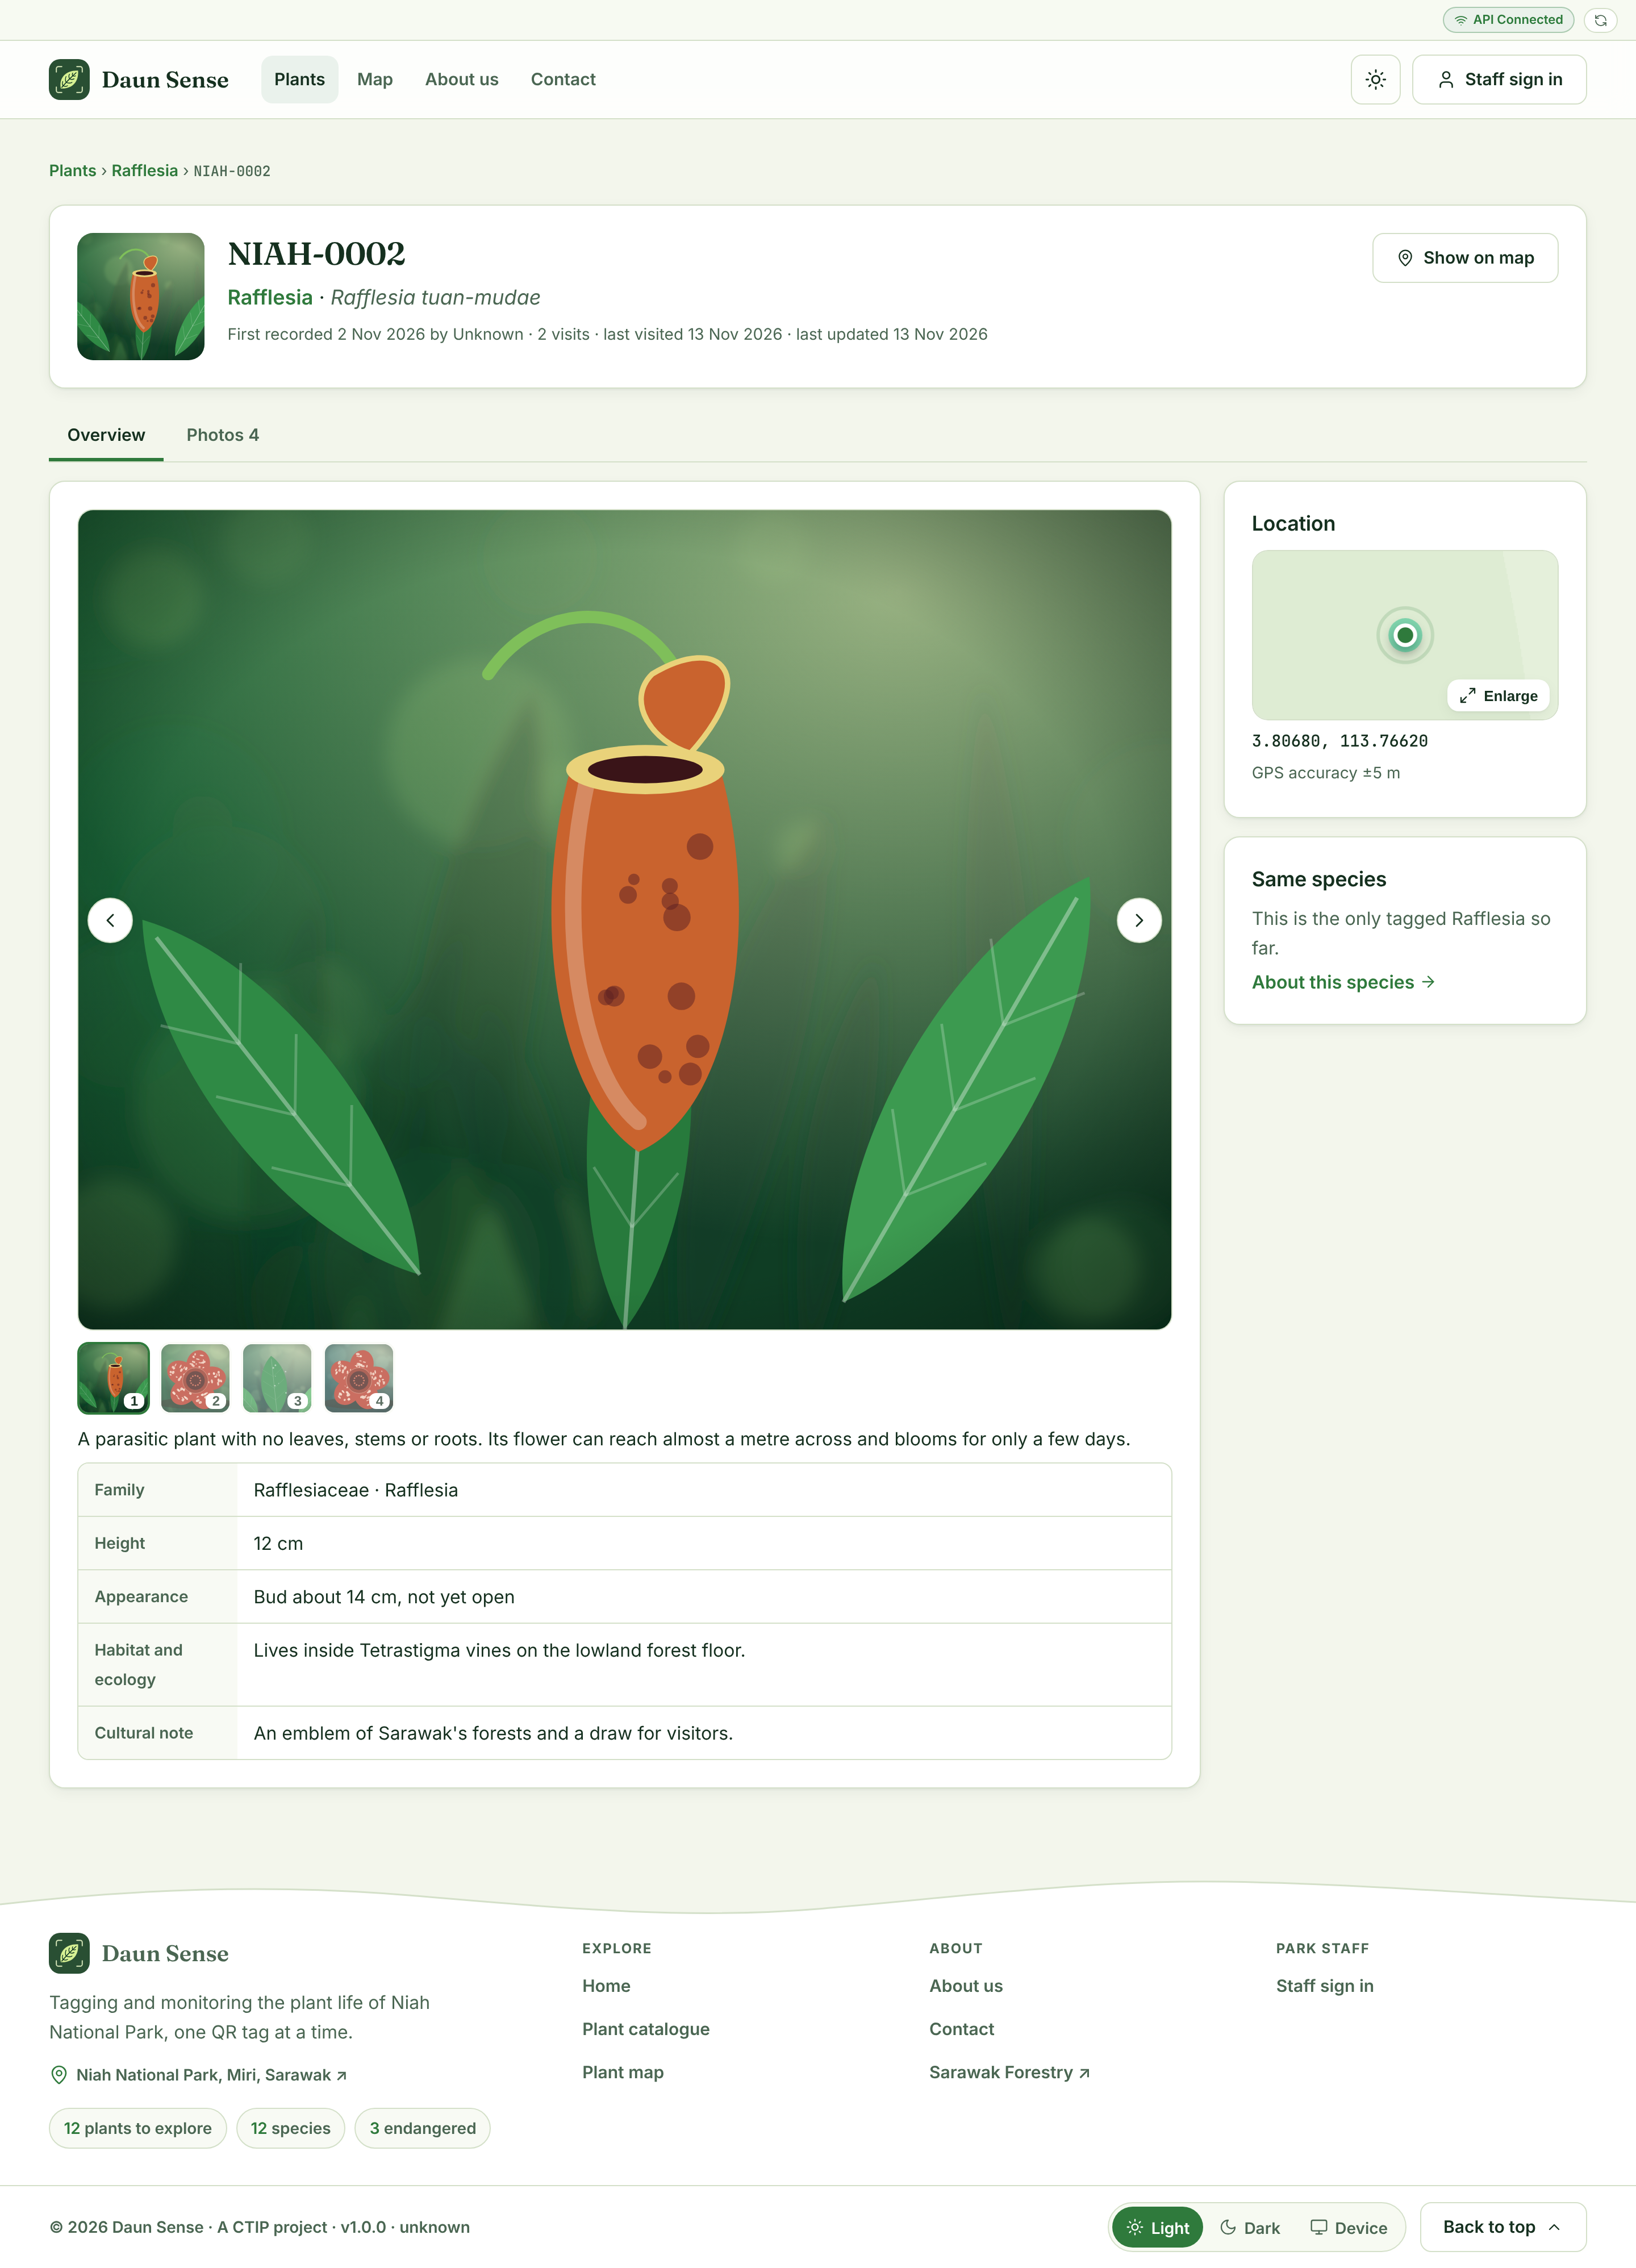 API Connected
Daun Sense
Plants
Map
About us
Contact
Staff sign in
Plants › Rafflesia › NIAH-0002
NIAH-0002
Rafflesia · Rafflesia tuan-mudae
First recorded 2 Nov 2026 by Unknown · 2 visits · last visited 13 Nov 2026 · last updated 13 Nov 2026
Show on map
Overview
Photos 4
Location
Enlarge
3.80680, 113.76620
GPS accuracy ±5 m
Same species
This is the only tagged Rafflesia so
far.
About this species →
1
2
3
4
A parasitic plant with no leaves, stems or roots. Its flower can reach almost a metre across and blooms for only a few days.
Family
Rafflesiaceae · Rafflesia
Height
12 cm
Appearance
Bud about 14 cm, not yet open
Habitat and
ecology
Lives inside Tetrastigma vines on the lowland forest floor.
Cultural note
An emblem of Sarawak's forests and a draw for visitors.
Daun Sense
Tagging and monitoring the plant life of Niah
National Park, one QR tag at a time.
Niah National Park, Miri, Sarawak ↗
12 plants to explore
12 species
3 endangered
EXPLORE
Home
Plant catalogue
Plant map
ABOUT
About us
Contact
Sarawak Forestry ↗
PARK STAFF
Staff sign in
© 2026 Daun Sense · A CTIP project · v1.0.0 · unknown
Light
Dark
Device
Back to top